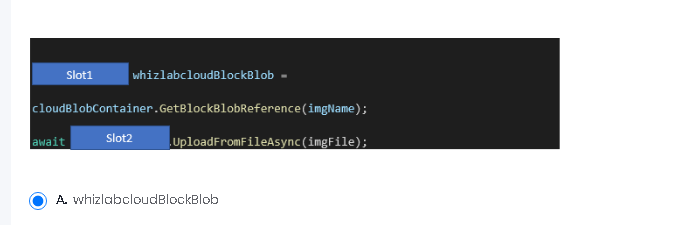 Slot1 whizlabcloudBlockBlob =
cloudBlobContainer.GetBlockBlobReference(imgName);
await Slot2 .UploadFromFileAsync(imgFile);
A. whizlabcloudBlockBlob